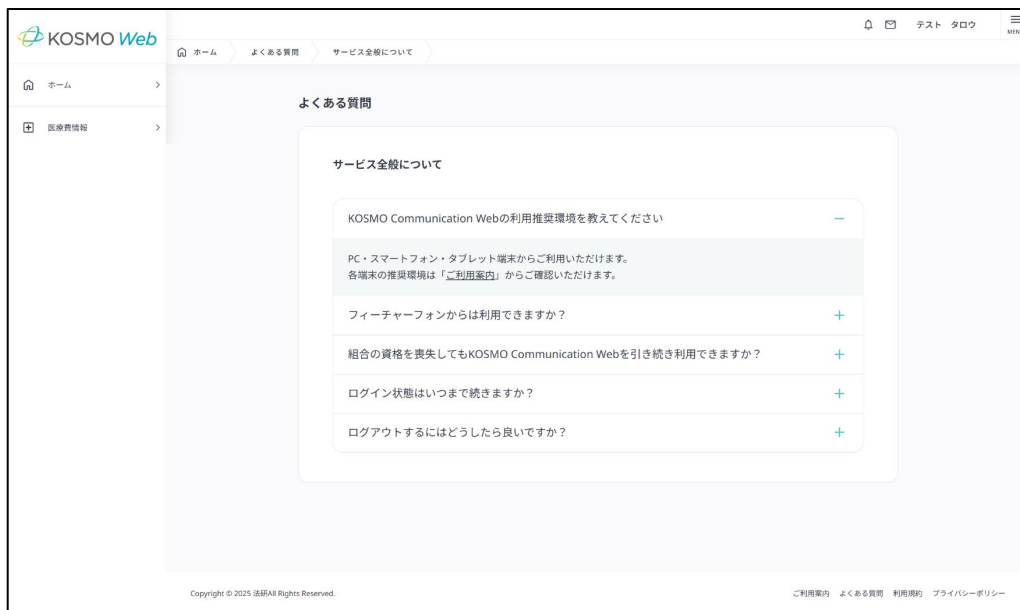 KOSMO Web
テスト タロウ
MEN
ホーム
よくある質問
サービス全般について
ホーム
医療費情報
よくある質問
サービス全般について
KOSMO Communication Webの利用推奨環境を教えてください
PC・スマートフォン・タブレット端末からご利用いただけます。
各端末の推奨環境は「ご利用案内」からご確認いただけます。
フィーチャーフォンからは利用できますか？
組合の資格を喪失してもKOSMO Communication Webを引き続き利用できますか？
ログイン状態はいつまで続きますか？
ログアウトするにはどうしたら良いですか？
Copyright © 2025 法研All Rights Reserved.
ご利用案内 よくある質問 利用規約 プライバシーポリシー